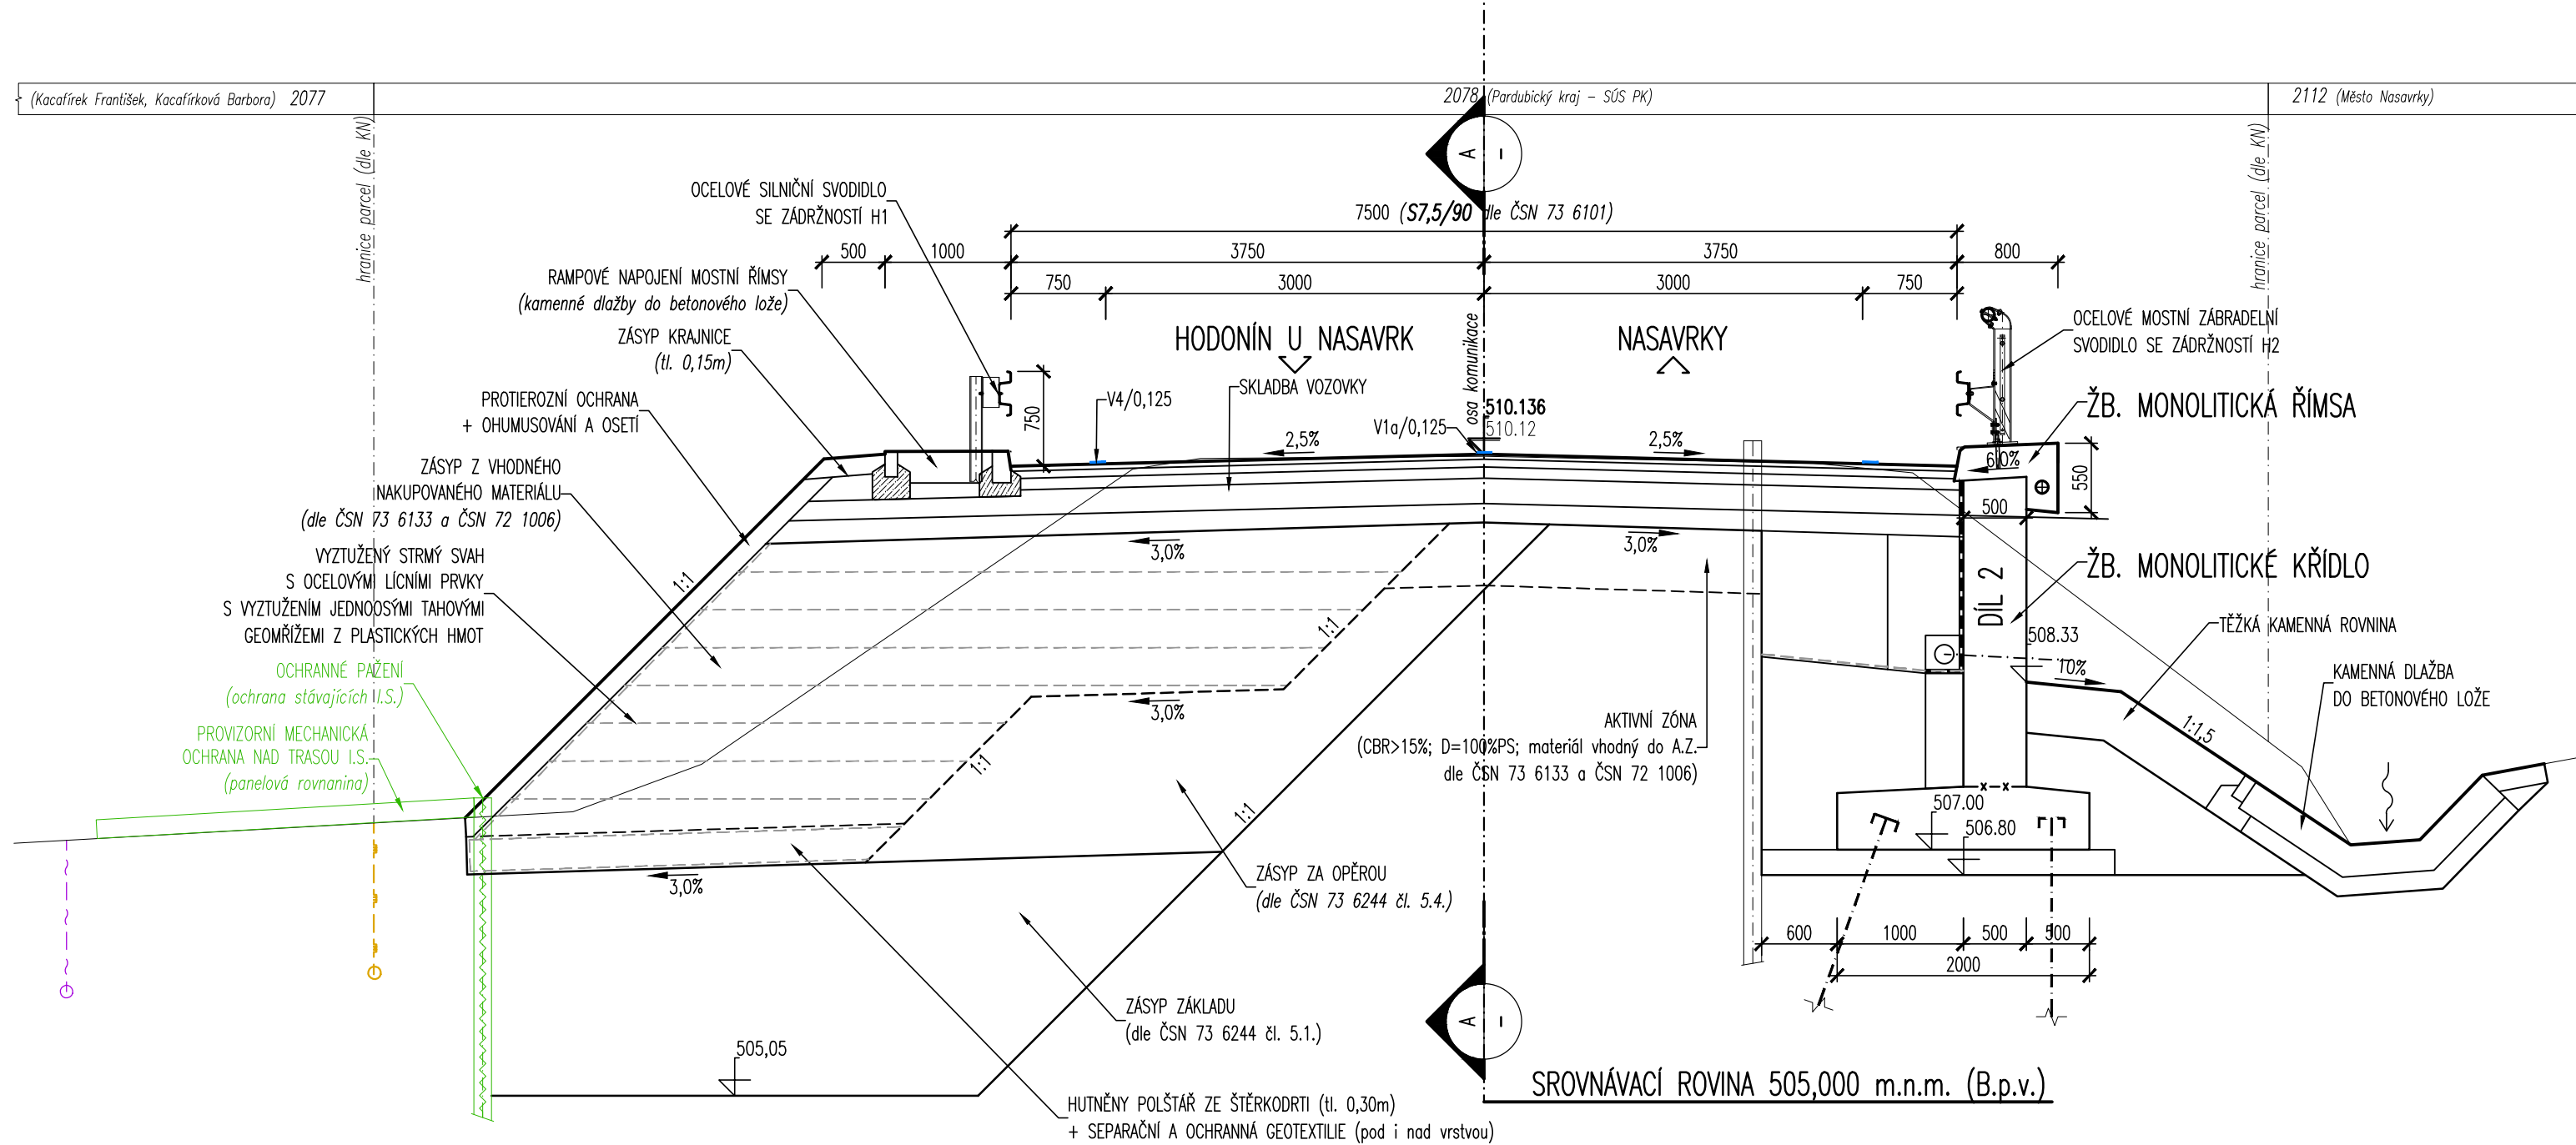 (Kacafírek František, Kacafírková Barbora) 2077
2078 (Pardubický kraj - SÚS PK)
2112 (Město Nasavrky)
hranice parcel (dle KN)
hranice parcel (dle KN)
A
-
OCELOVÉ SILNIČNÍ SVODIDLO
SE ZÁDRŽNOSTÍ H1
7500 (S7,5/90 dle ČSN 73 6101)
500
1000
3750
3750
800
750
3000
3000
750
RAMPOVÉ NAPOJENÍ MOSTNÍ ŘÍMSY
(kamenné dlažby do betonového lože)
ZÁSYP KRAJNICE
(tl. 0,15m)
HODONÍN U NASAVRK
NASAVRKY
osa komunikace
OCELOVÉ MOSTNÍ ZÁBRADELNÍ
SVODIDLO SE ZÁDRŽNOSTÍ H2
PROTIEROZNÍ OCHRANA
+ OHUMUSOVÁNÍ A OSETÍ
750
V4/0,125
SKLADBA VOZOVKY
V1a/0,125
510.136
510.12
2,5%
2,5%
ŽB. MONOLITICKÁ ŘÍMSA
6,0%
550
500
ZÁSYP Z VHODNÉHO
NAKUPOVANÉHO MATERIÁLU
(dle ČSN 73 6133 a ČSN 72 1006)
VYZTUŽENÝ STRMÝ SVAH
S OCELOVÝMI LÍCNÍMI PRVKY
S VYZTUŽENÍM JEDNOOSÝMI TAHOVÝMI
GEOMŘÍŽEMI Z PLASTICKÝCH HMOT
1:1
3,0%
3,0%
ŽB. MONOLITICKÉ KŘÍDLO
DÍL 2
TĚŽKÁ KAMENNÁ ROVNINA
508.33
10%
1:1
KAMENNÁ DLAŽBA
DO BETONOVÉHO LOŽE
1:1,5
OCHRANNÉ PAŽENÍ
(ochrana stávajících I.S.)
PROVIZORNÍ MECHANICKÁ
OCHRANA NAD TRASOU I.S.
(panelová rovnanina)
3,0%
1:1
1:1
AKTIVNÍ ZÓNA
(CBR>15%; D=100%PS; materiál vhodný do A.Z.
dle ČSN 73 6133 a ČSN 72 1006)
507.00
506.80
3,0%
ZÁSYP ZA OPĚROU
(dle ČSN 73 6244 čl. 5.4.)
600
1000
500
500
2000
ZÁSYP ZÁKLADU
(dle ČSN 73 6244 čl. 5.1.)
A
-
505,05
SROVNÁVACÍ ROVINA 505,000 m.n.m. (B.p.v.)
HUTNĚNY POLŠTÁŘ ZE ŠTĚRKODRTI (tl. 0,30m)
+ SEPARAČNÍ A OCHRANNÁ GEOTEXTILIE (pod i nad vrstvou)